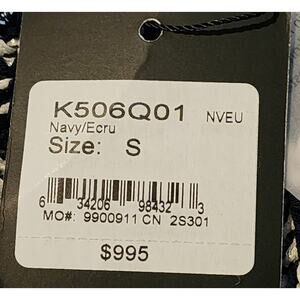 K506Q01 NVEU
Navy/Ecru
Size: S
6 34206 98432 3
MO#: 9900911 CN 2S301
$995